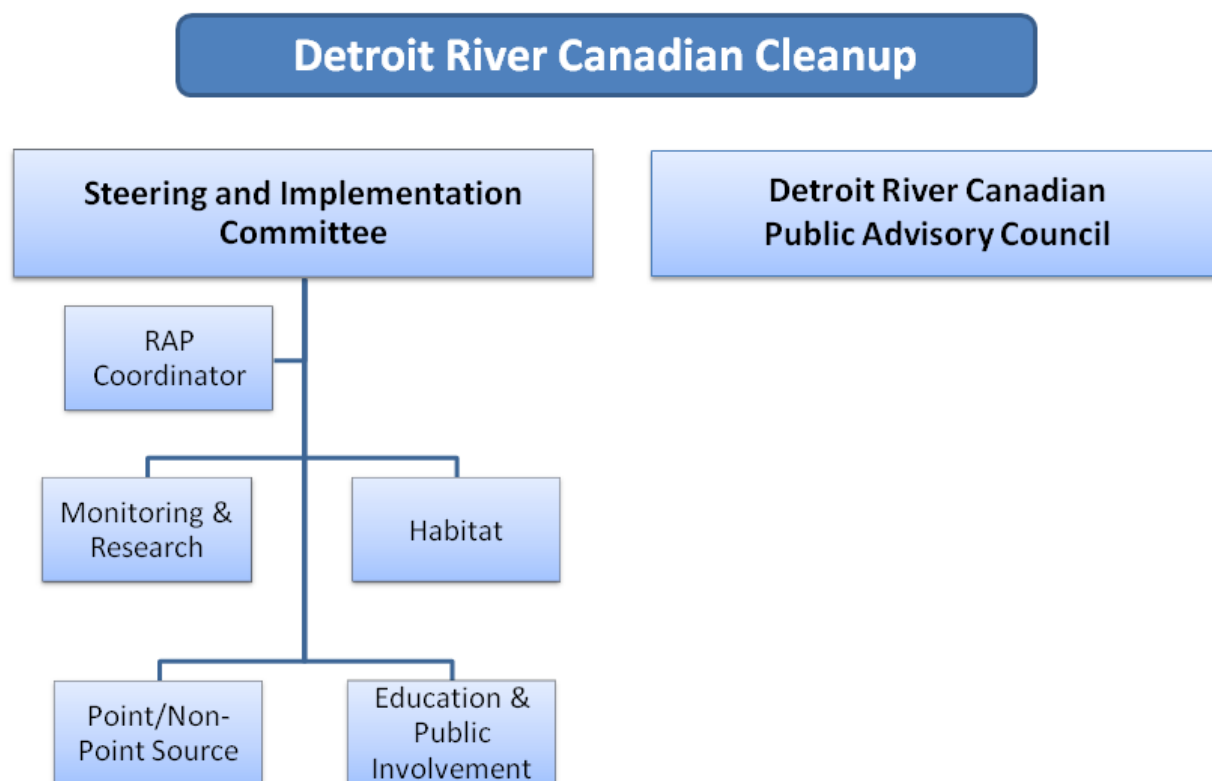 Detroit River Canadian Cleanup
Steering and Implementation
Committee
Detroit River Canadian
Public Advisory Council
RAP
Coordinator
Monitoring &
Research
Habitat
Point/Non-
Point Source
Education &
Public
Involvement